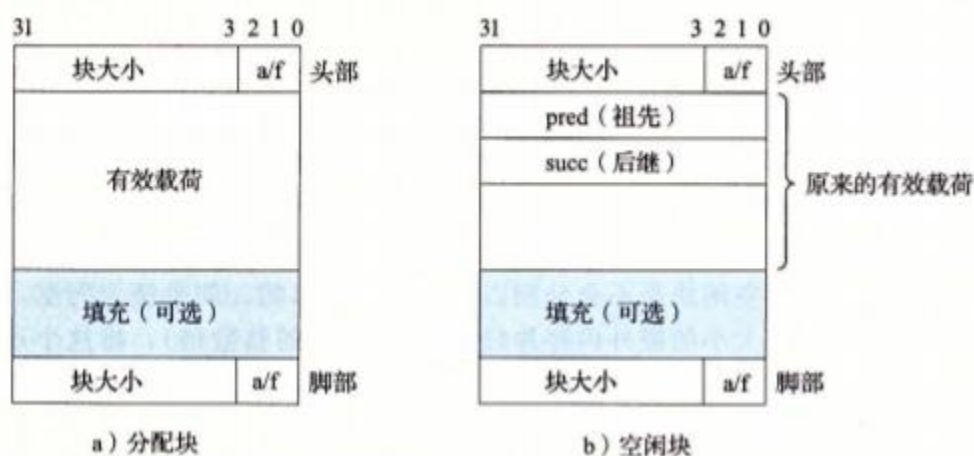 31 3 2 1 0
块大小 a/f 头部
有效载荷
填充（可选）
块大小 a/f 脚部
a）分配块
31 3 2 1 0
块大小 a/f 头部
pred（祖先）
succ（后继）
原来的有效载荷
填充（可选）
块大小 a/f 脚部
b）空闲块